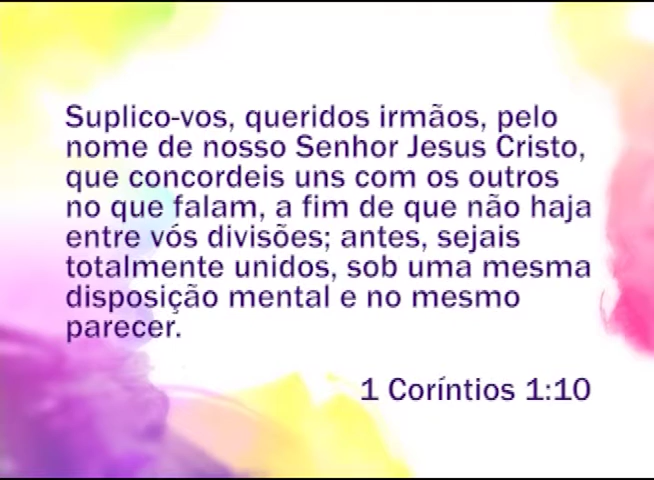 Suplico-vos, queridos irmãos, pelo
nome de nosso Senhor Jesus Cristo,
que concordeis uns com os outros
no que falam, a fim de que não haja
entre vós divisões; antes, sejais
totalmente unidos, sob uma mesma
disposição mental e no mesmo
parecer.
1 Coríntios 1:10